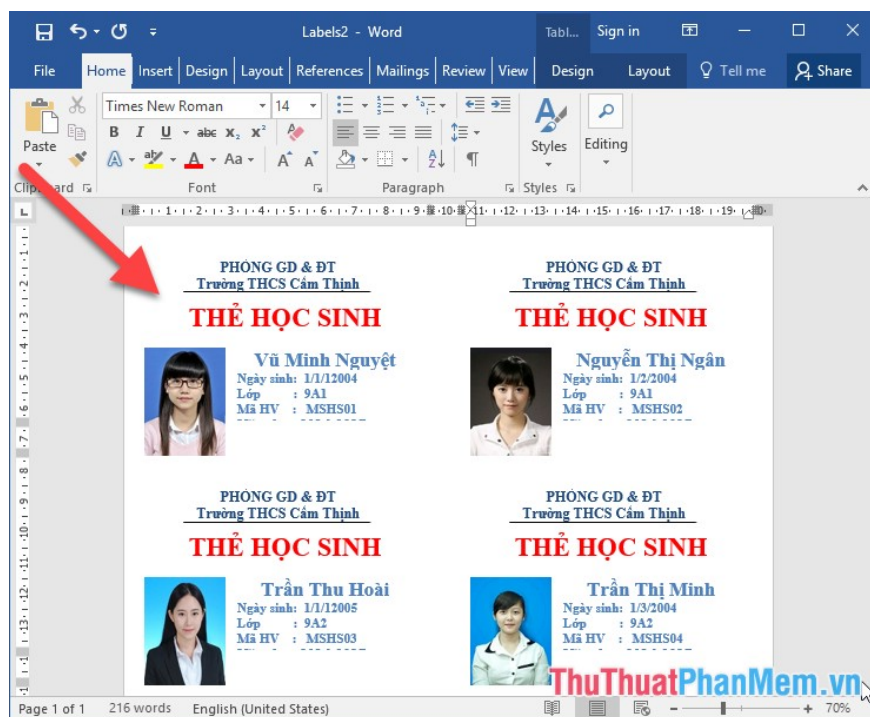 Labels2 - Word
Tabl...
Sign in
File Home Insert Design Layout References Mailings Review View Design Layout Tell me Share
Times New Roman 14
Paste
B I U abc x₂ x²
A aby A Aa A A
Styles Editing
Clipboard Font Paragraph Styles
PHÒNG GD & ĐT
Trường THCS Cẩm Thịnh
THẺ HỌC SINH
Vũ Minh Nguyệt
Ngày sinh: 1/1/12004
Lớp : 9A1
Mã HV : MSHS01
PHÒNG GD & ĐT
Trường THCS Cẩm Thịnh
THẺ HỌC SINH
Nguyễn Thị Ngân
Ngày sinh: 1/2/2004
Lớp : 9A1
Mã HV : MSHS02
PHÒNG GD & ĐT
Trường THCS Cẩm Thịnh
THẺ HỌC SINH
Trần Thu Hoài
Ngày sinh: 1/1/12005
Lớp : 9A2
Mã HV : MSHS03
PHÒNG GD & ĐT
Trường THCS Cẩm Thịnh
THẺ HỌC SINH
Trần Thị Minh
Ngày sinh: 1/3/2004
Lớp : 9A2
Mã HV : MSHS04
ThuThuatPhanMem.vn
Page 1 of 1 216 words English (United States) 70%